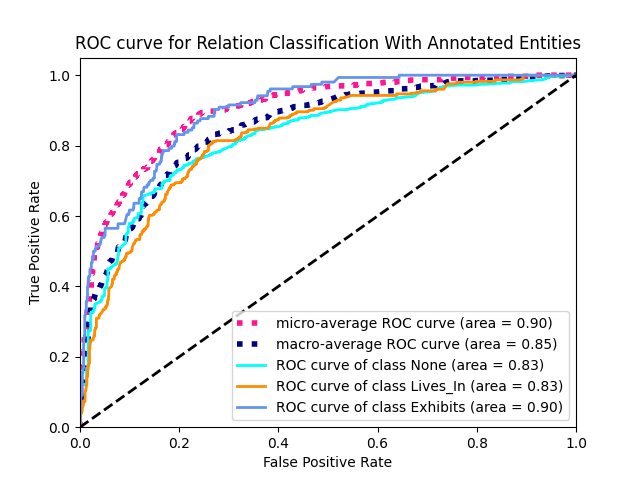 ROC curve for Relation Classification With Annotated Entities
1.0
0.8
0.6
0.4
0.2
0.0
True Positive Rate
micro-average ROC curve (area = 0.90)
macro-average ROC curve (area = 0.85)
ROC curve of class None (area = 0.83)
ROC curve of class Lives_In (area = 0.83)
ROC curve of class Exhibits (area = 0.90)
0.0 0.2 0.4 0.6 0.8 1.0
False Positive Rate